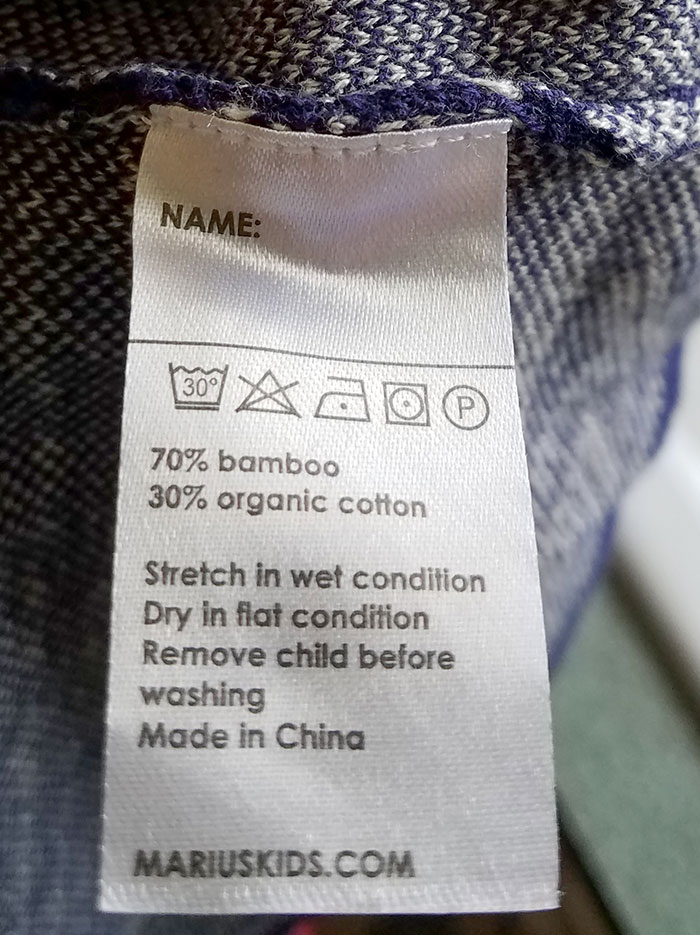 NAME:
30° P
70% bamboo
30% organic cotton
Stretch in wet condition
Dry in flat condition
Remove child before
washing
Made in China
MARIUSKIDS.COM